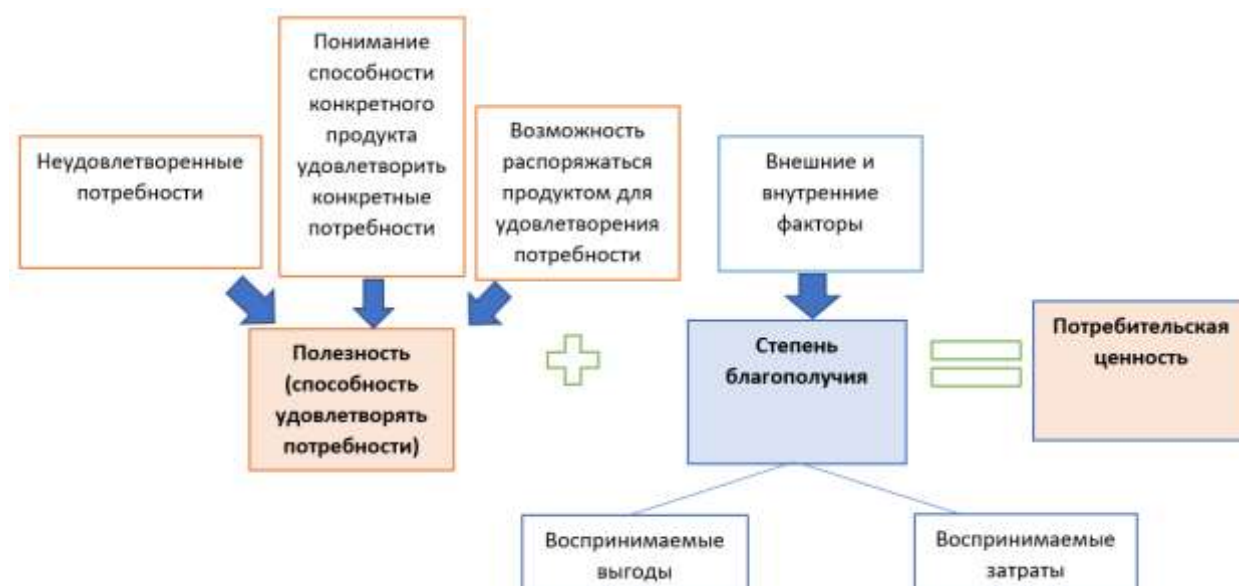 Неудовлетворенные
потребности
Понимание
способности
конкретного
продукта
удовлетворить
конкретные
потребности
Возможность
распоряжаться
продуктом для
удовлетворения
потребности
Внешние и
внутренние
факторы
Полезность
(способность
удовлетворять
потребности)
Степень
благополучия
Потребительская
ценность
Воспринимаемые
выгоды
Воспринимаемые
затраты